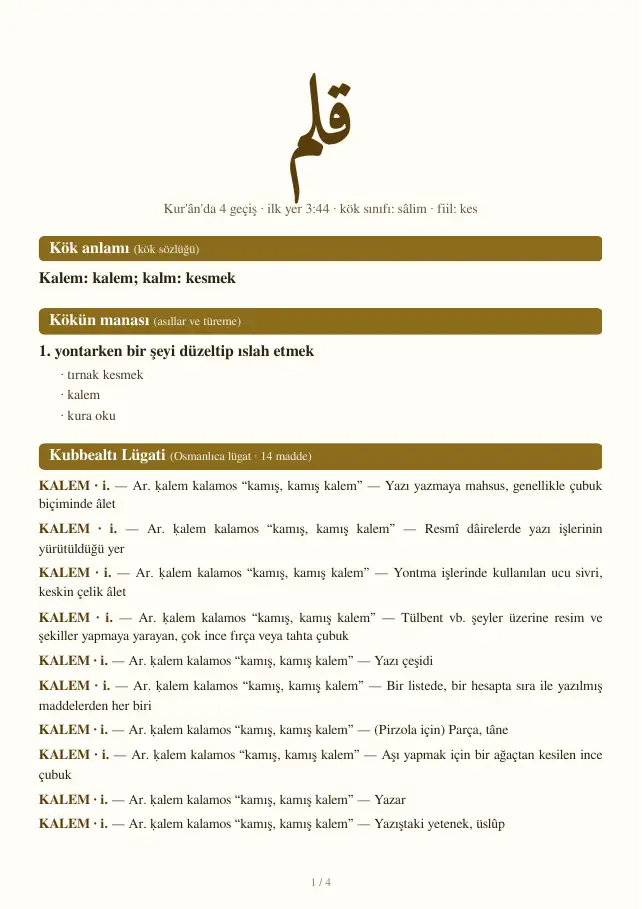 قلم
Kur'ân'da 4 geçiş · ilk yer 3:44 · kök sınıfı: sâlim · fiil: kes
Kök anlamı (kök sözlüğü)
Kalem: kalem; kalm: kesmek
Kökün manası (asıllar ve türeme)
1. yontarken bir şeyi düzeltip ıslah etmek
· tırnak kesmek
· kalem
· kura oku
Kubbealtı Lügati (Osmanlıca lügat · 14 madde)
KALEM · i. — Ar. ḳalem kalamos “kamış, kamış kalem” — Yazı yazmaya mahsus, genellikle çubuk
biçiminde âlet
KALEM · i. — Ar. ḳalem kalamos “kamış, kamış kalem” — Resmî dâirelerde yazı işlerinin
yürütüldüğü yer
KALEM · i. — Ar. ḳalem kalamos “kamış, kamış kalem” — Yontma işlerinde kullanılan ucu sivri,
keskin çelik âlet
KALEM · i. — Ar. ḳalem kalamos “kamış, kamış kalem” — Tülbent vb. şeyler üzerine resim ve
şekiller yapmaya yarayan, çok ince fırça veya tahta çubuk
KALEM · i. — Ar. ḳalem kalamos “kamış, kamış kalem” — Yazı çeşidi
KALEM · i. — Ar. ḳalem kalamos “kamış, kamış kalem” — Bir listede, bir hesapta sıra ile yazılmış
maddelerden her biri
KALEM · i. — Ar. ḳalem kalamos “kamış, kamış kalem” — (Pirzola için) Parça, tâne
KALEM · i. — Ar. ḳalem kalamos “kamış, kamış kalem” — Aşı yapmak için bir ağaçtan kesilen ince
çubuk
KALEM · i. — Ar. ḳalem kalamos “kamış, kamış kalem” — Yazar
KALEM · i. — Ar. ḳalem kalamos “kamış, kamış kalem” — Yazıştaki yetenek, üslûp
1 / 4